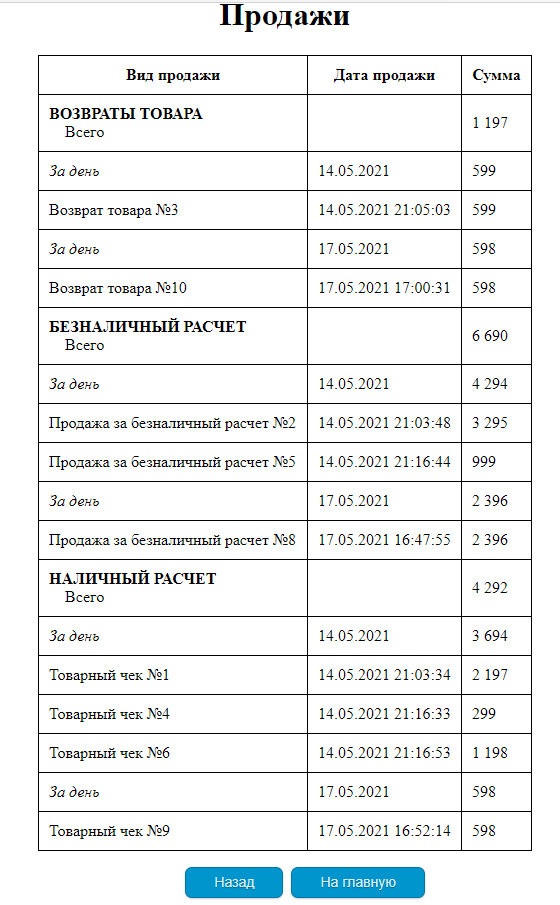 Продажи
Вид продажи Дата продажи Сумма
ВОЗВРАТЫ ТОВАРА
Всего 1 197
За день 14.05.2021 599
Возврат товара №3 14.05.2021 21:05:03 599
За день 17.05.2021 598
Возврат товара №10 17.05.2021 17:00:31 598
БЕЗНАЛИЧНЫЙ РАСЧЕТ
Всего 6 690
За день 14.05.2021 4 294
Продажа за безналичный расчет №2 14.05.2021 21:03:48 3 295
Продажа за безналичный расчет №5 14.05.2021 21:16:44 999
За день 17.05.2021 2 396
Продажа за безналичный расчет №8 17.05.2021 16:47:55 2 396
НАЛИЧНЫЙ РАСЧЕТ
Всего 4 292
За день 14.05.2021 3 694
Товарный чек №1 14.05.2021 21:03:34 2 197
Товарный чек №4 14.05.2021 21:16:33 299
Товарный чек №6 14.05.2021 21:16:53 1 198
За день 17.05.2021 598
Товарный чек №9 17.05.2021 16:52:14 598
Назад На главную